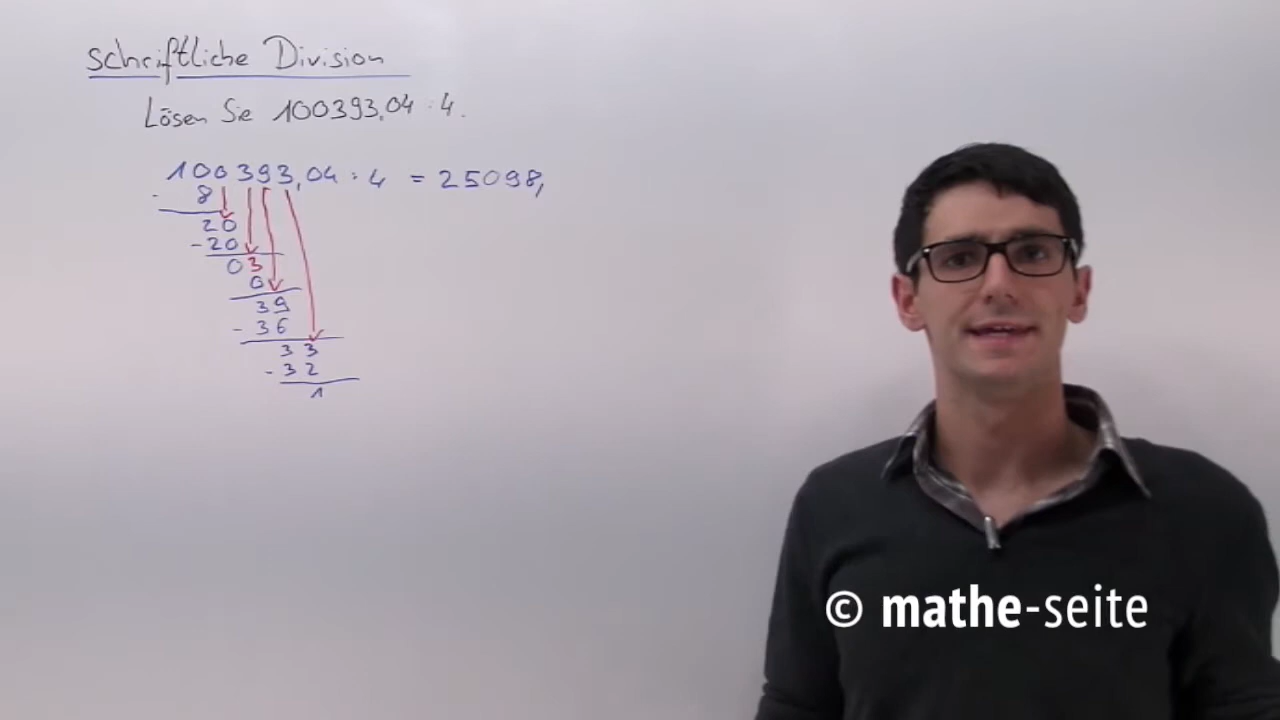 schriftliche Division
Lösen Sie 100393,04 : 4.
100393,04 : 4 = 25098,
- 8
20
- 20
03
0
39
- 36
33
- 32
1
© mathe-seite